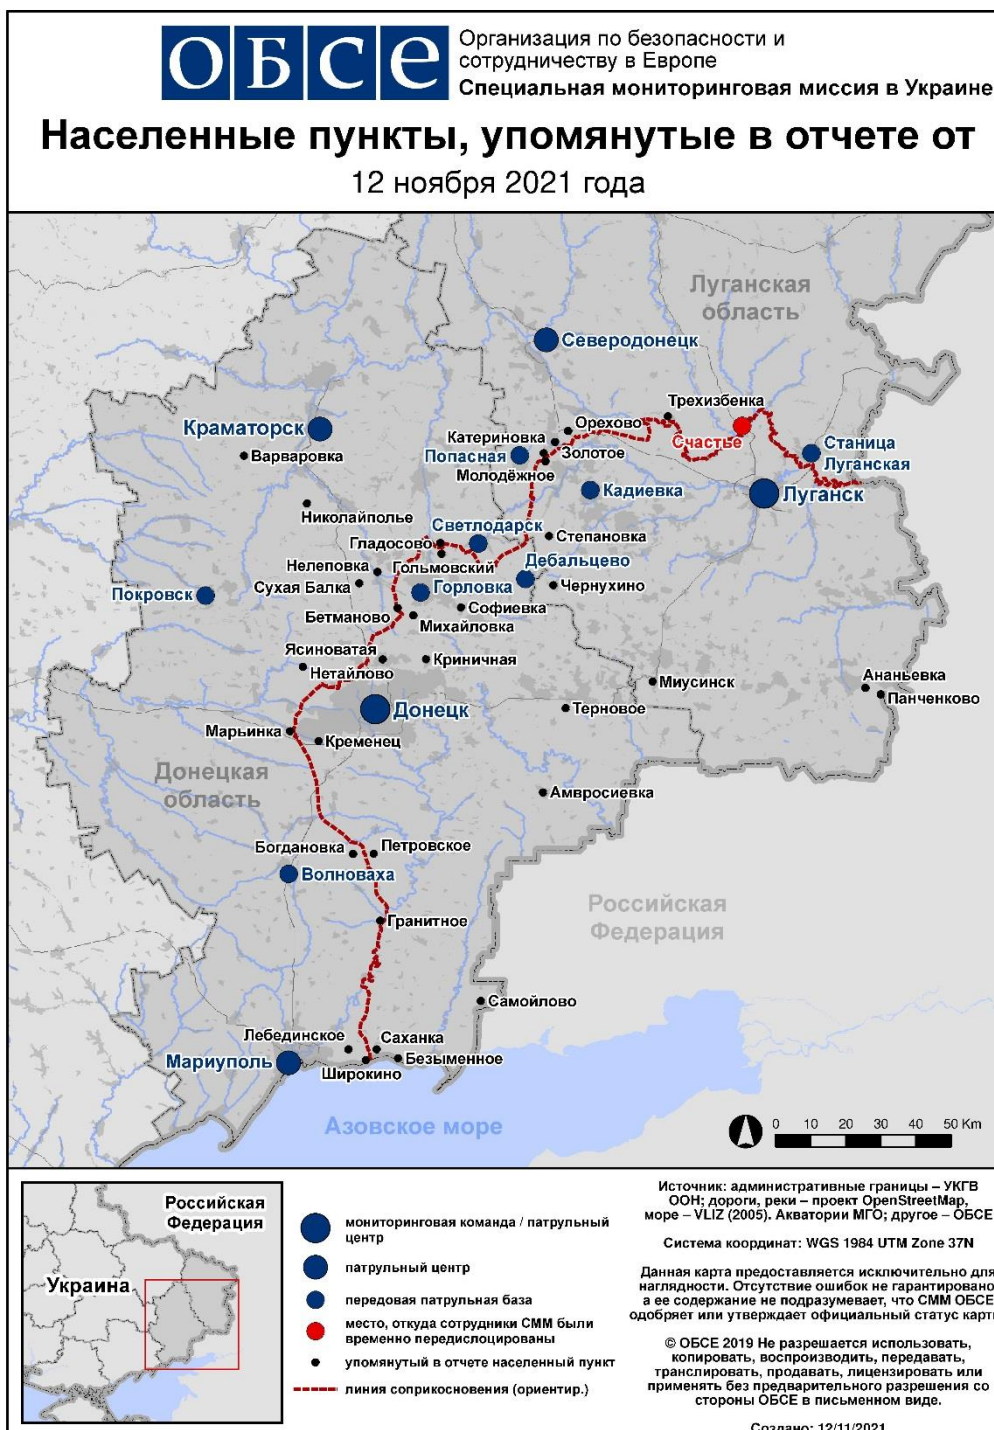 ОБСЕ
Организация по безопасности и
сотрудничеству в Европе
Специальная мониторинговая миссия в Украине
Населенные пункты, упомянутые в отчете от
12 ноября 2021 года
Луганская
область
Северодонецк
Трехизбенка
Краматорск
Орехово
Катериновка
Счастье
Станица
Луганская
Варваровка
Попасная
Золотое
Молодёжное
Кадиевка
Луганск
Николайполье
Светлодарск
Гладосово
Степановка
Гольмовский
Нелеповка
Дебальцево
Сухая Балка
Горловка
Чернухино
Покровск
Бетманово
Софиевка
Михайловка
Ясиноватая
Криничная
Нетайлово
Миусинск
Ананьевка
Панченково
Донецк
Терновое
Марьинка
Кременец
Донецкая
область
Амвросиевка
Богдановка
Петровское
Волноваха
Российская
Федерация
Гранитное
Самойлово
Лебединское
Саханка
Мариуполь
Безыменное
Широкино
Азовское море
0 10 20 30 40 50 Km
Российская
Федерация
Украина
мониторинговая команда / патрульный
центр
патрульный центр
передовая патрульная база
место, откуда сотрудники СММ были
временно передислоцированы
упомянутый в отчете населенный пункт
линия соприкосновения (ориентир.)
Источник: административные границы – УКГВ
ООН; дороги, реки – проект OpenStreetMap,
море – VLIZ (2005). Акватории МГО; другое – ОБСЕ
Система координат: WGS 1984 UTM Zone 37N
Данная карта предоставляется исключительно для
наглядности. Отсутствие ошибок не гарантировано
а ее содержание не подразумевает, что СММ ОБСЕ
одобряет или утверждает официальный статус карт
© ОБСЕ 2019 Не разрешается использовать,
копировать, воспроизводить, передавать,
транслировать, продавать, лицензировать или
применять без предварительного разрешения со
стороны ОБСЕ в письменном виде.
Создано: 12/11/2021